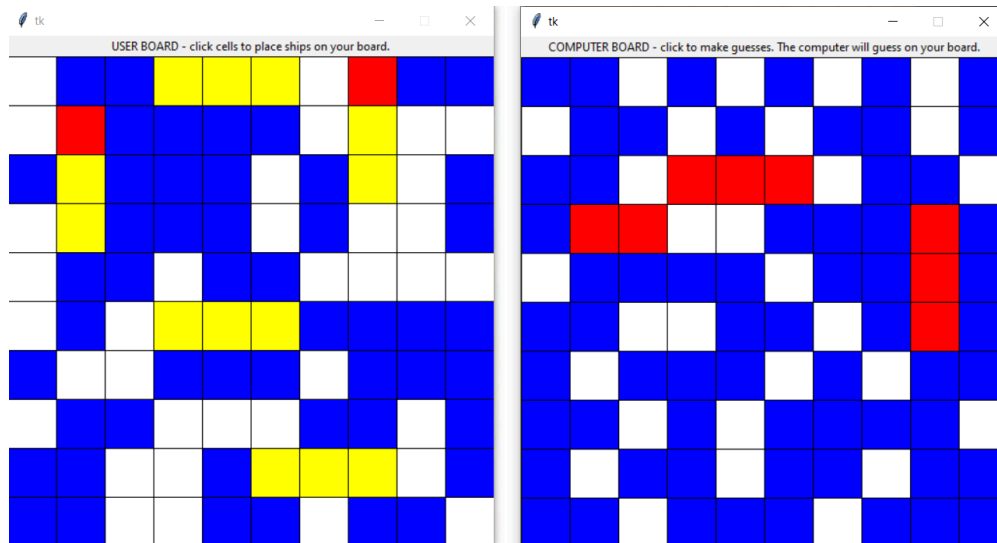 tk
USER BOARD - click cells to place ships on your board.
tk
COMPUTER BOARD - click to make guesses. The computer will guess on your board.